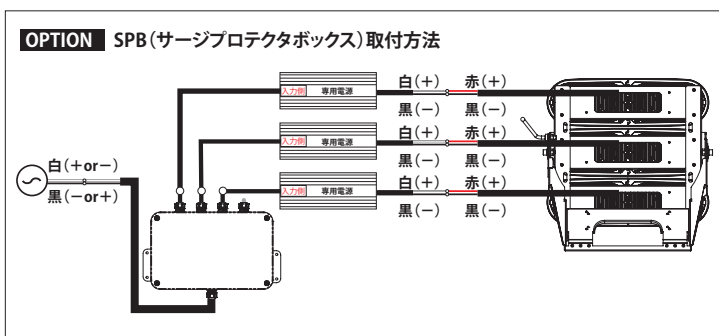 OPTION SPB(サージプロテクタボックス)取付方法
白(+) 赤(+)
入力側 専用電源
黒(−) 黒(−)
白(+) 赤(+)
入力側 専用電源
黒(−) 黒(−)
白(+or−)
白(+) 赤(+)
入力側 専用電源
黒(−or+)
黒(−) 黒(−)